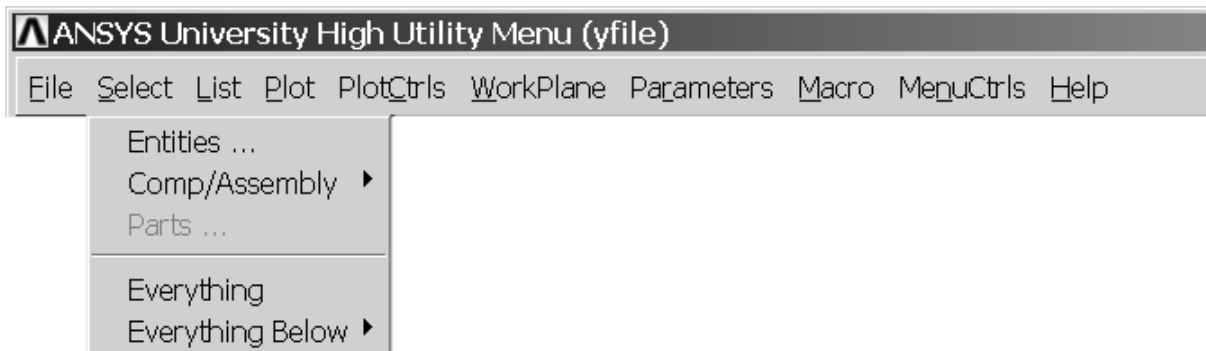 ANSYS University High Utility Menu (yfile)
File Select List Plot PlotCtrls WorkPlane Parameters Macro MenuCtrls Help
Entities ...
Comp/Assembly
Parts ...
Everything
Everything Below